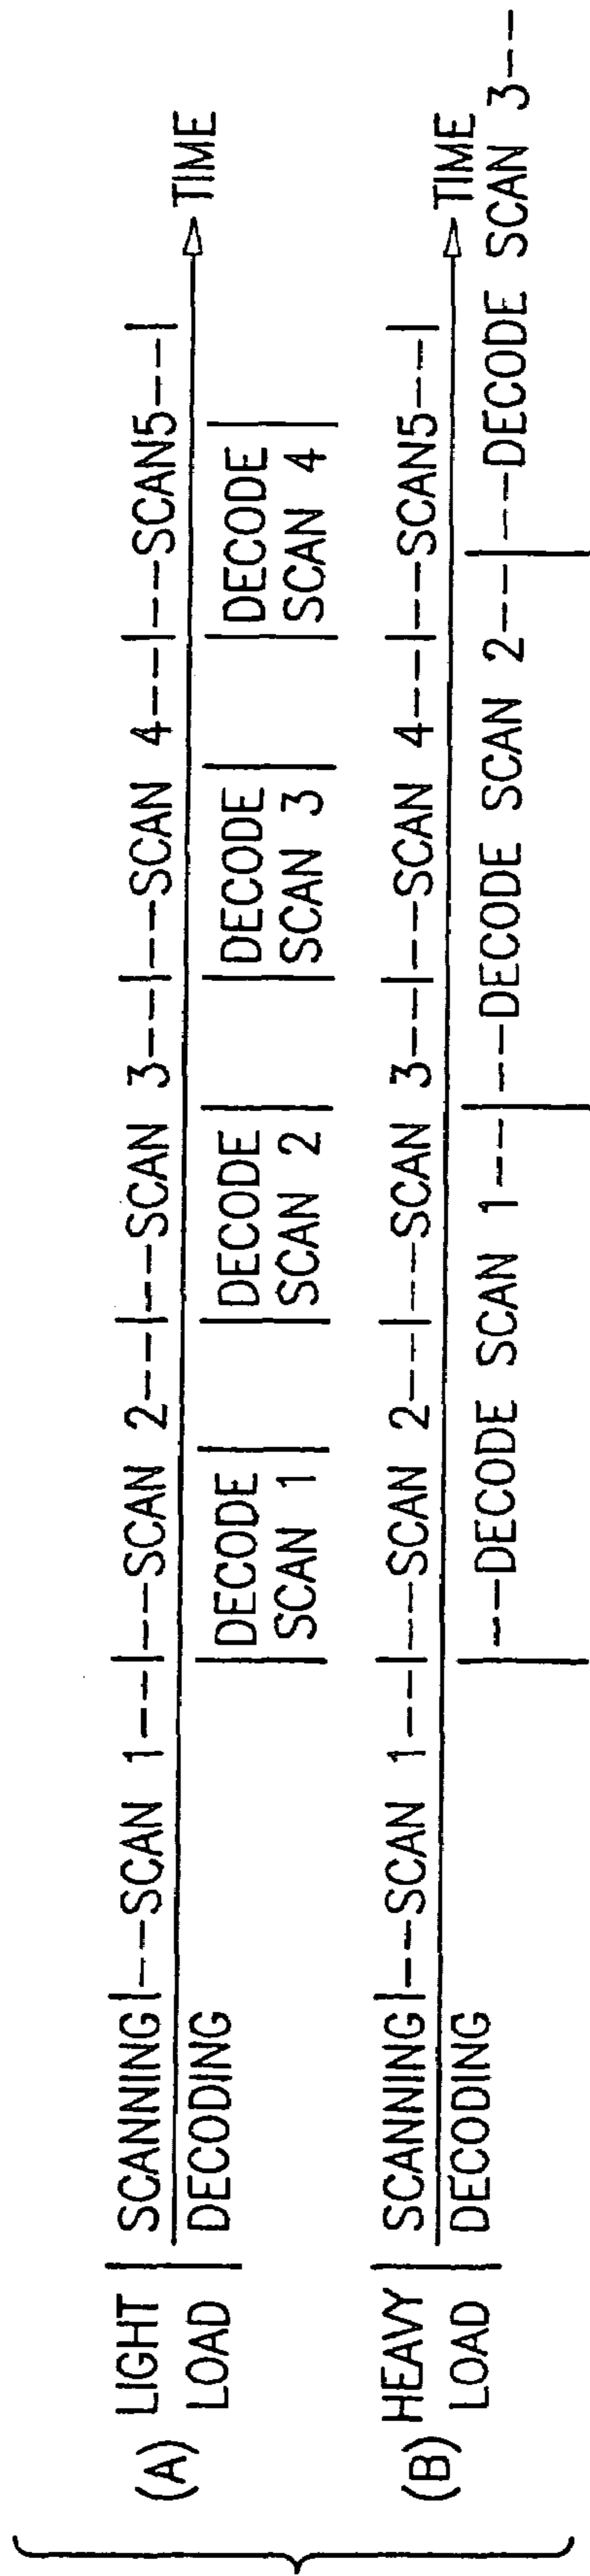 (A) LIGHT LOAD
SCANNING |---SCAN 1---|---SCAN 2---|---SCAN 3---|---SCAN 4---|---SCAN5---| TIME
DECODING | DECODE SCAN 1 | | DECODE SCAN 2 | | DECODE SCAN 3 | | DECODE SCAN 4 |
(B) HEAVY LOAD
SCANNING |---SCAN 1---|---SCAN 2---|---SCAN 3---|---SCAN 4---|---SCAN5---| TIME
DECODING |---DECODE SCAN 1---|---DECODE SCAN 2---|---DECODE SCAN 3---